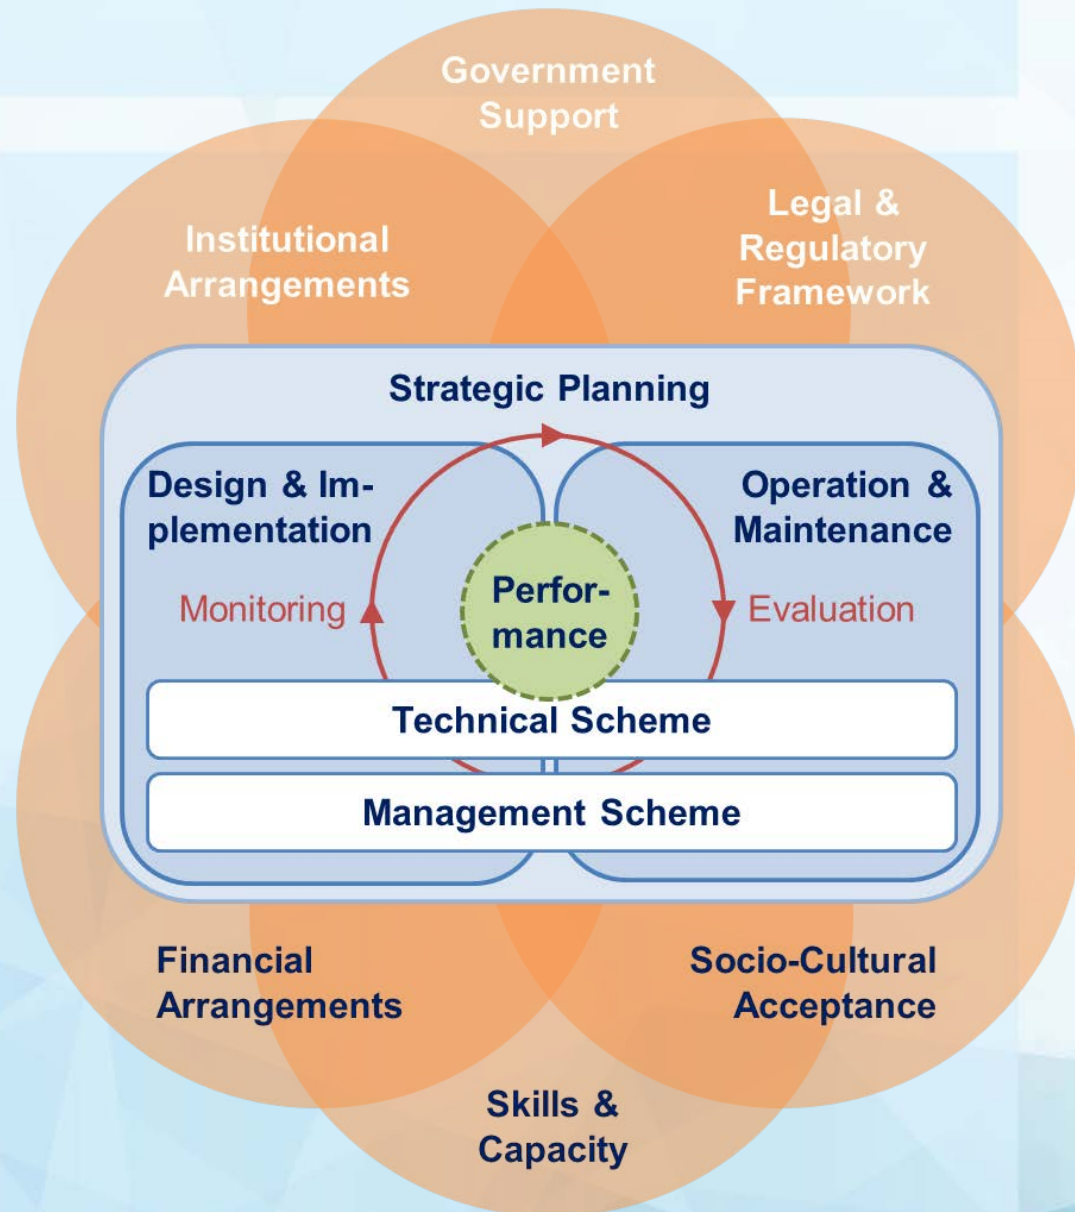 Government
Support
Institutional
Arrangements
Legal &
Regulatory
Framework
Strategic Planning
Design & Im-
plementation
Operation &
Maintenance
Monitoring
Perfor-
mance
Evaluation
Technical Scheme
Management Scheme
Financial
Arrangements
Socio-Cultural
Acceptance
Skills &
Capacity